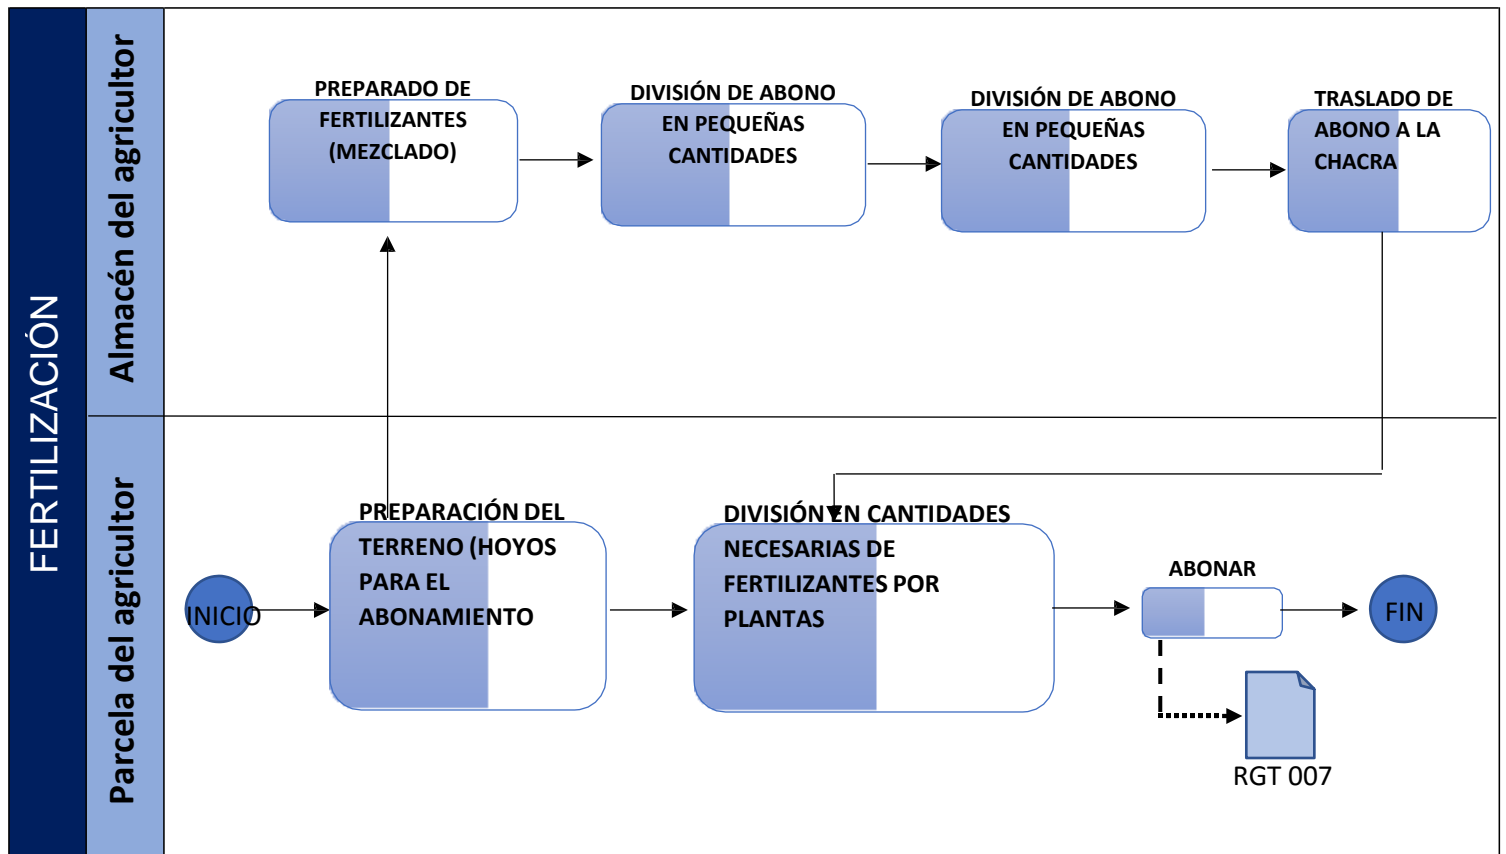 FERTILIZACIÓN
Almacén del agricultor
PREPARADO DE
FERTILIZANTES
(MEZCLADO)
DIVISIÓN DE ABONO
EN PEQUEÑAS
CANTIDADES
DIVISIÓN DE ABONO
EN PEQUEÑAS
CANTIDADES
TRASLADO DE
ABONO A LA
CHACRA
Parcela del agricultor
INICIO
PREPARACIÓN DEL
TERRENO (HOYOS
PARA EL
ABONAMIENTO
DIVISIÓN EN CANTIDADES
NECESARIAS DE
FERTILIZANTES POR
PLANTAS
ABONAR
FIN
RGT 007